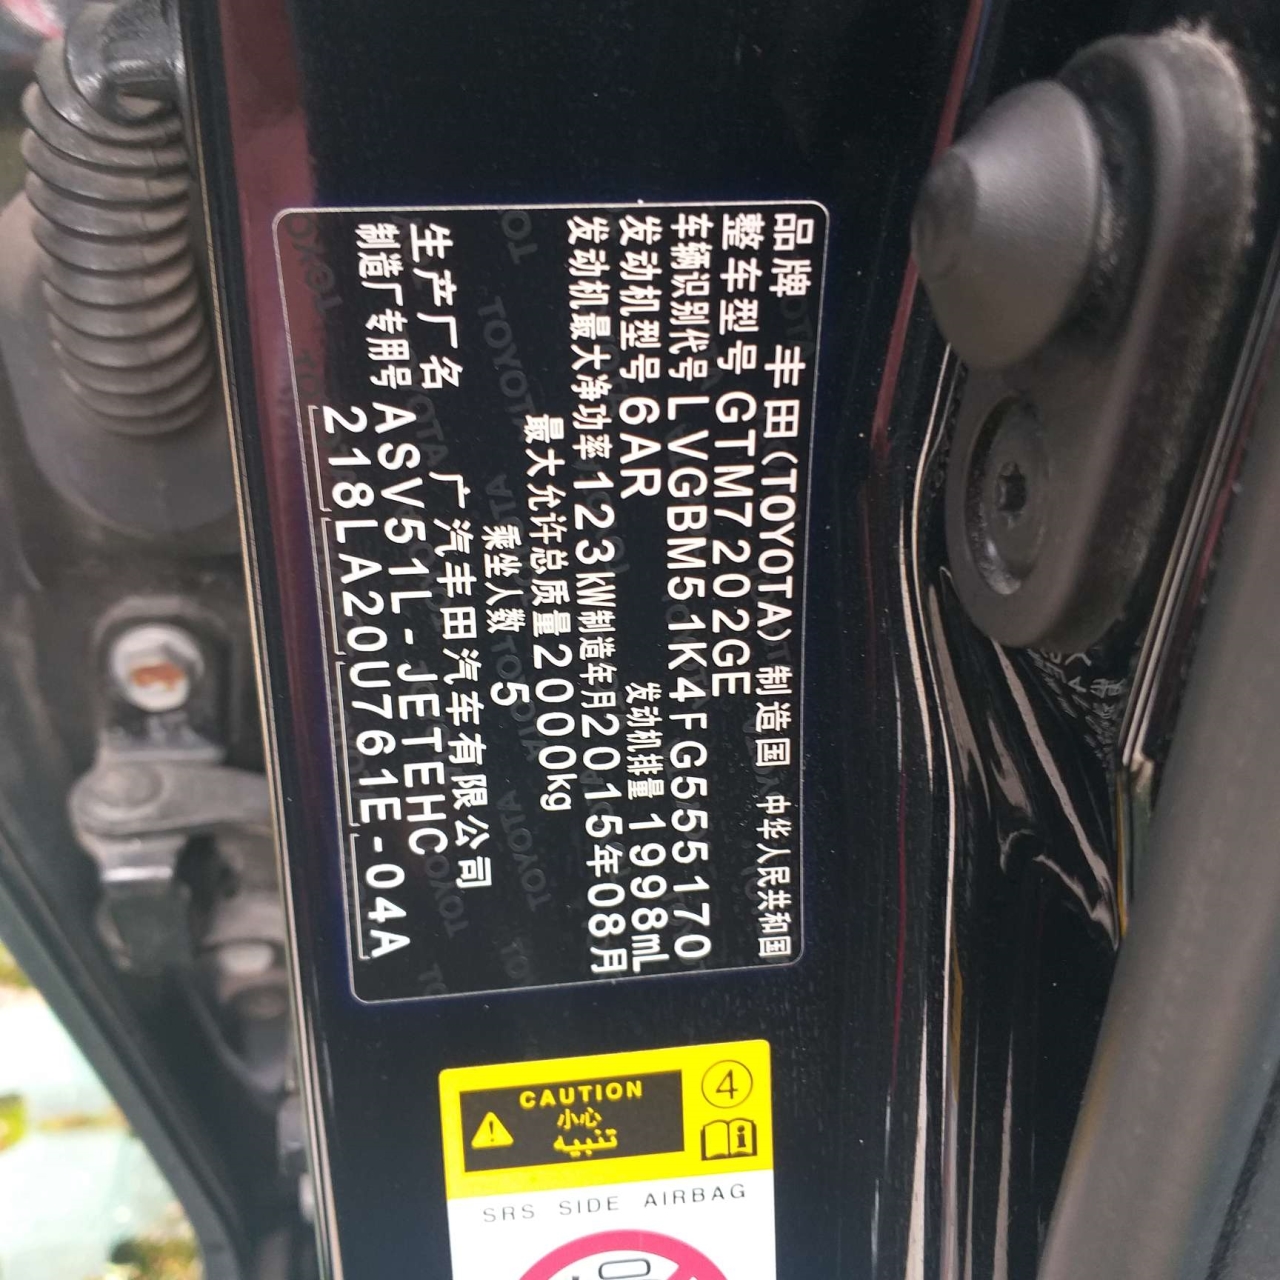 品牌 丰田(TOYOTA) 制造国 中华人民共和国
整车型号 GTM7202GE
车辆识别代号 LVGBM51K4FG555170
发动机型号 6AR 发动机排量 1998mL
发动机最大净功率 123kW 制造年月 2015年08月
最大允许总质量 2000kg
乘坐人数 5
生产厂名 广汽丰田汽车有限公司
制造厂专用号 ASV51L-JETEHC
218LA20U761E-04A
CAUTION
小心
تنبيه
4
SRS SIDE AIRBAG